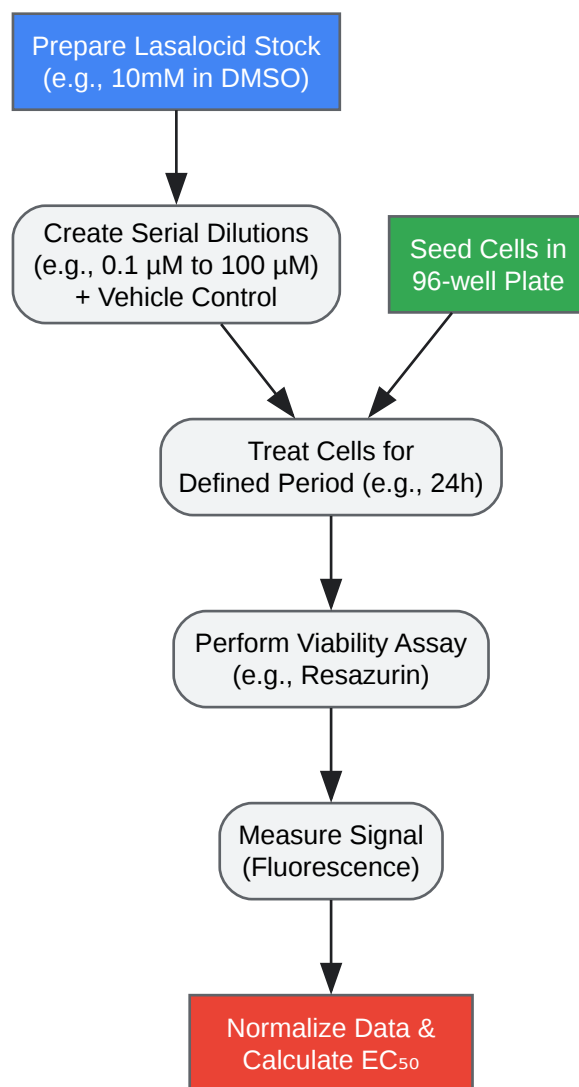 Prepare Lasalocid Stock
(e.g., 10mM in DMSO)
Create Serial Dilutions
(e.g., 0.1 µM to 100 µM)
+ Vehicle Control
Seed Cells in
96-well Plate
Treat Cells for
Defined Period (e.g., 24h)
Perform Viability Assay
(e.g., Resazurin)
Measure Signal
(Fluorescence)
Normalize Data &
Calculate EC₅₀